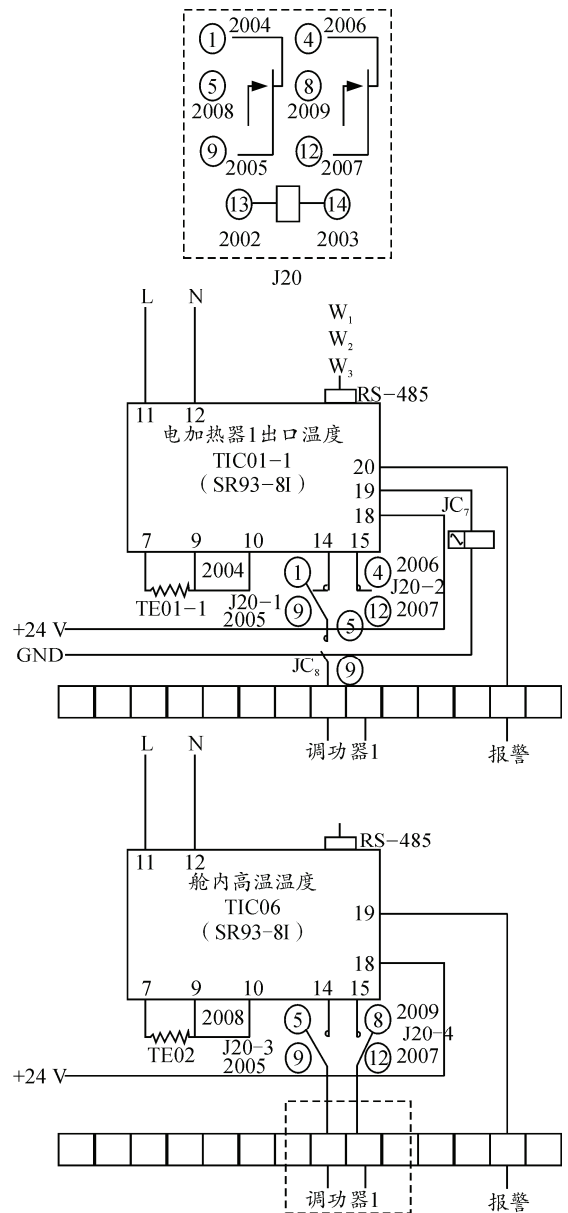 ① 2004 ④ 2006
⑤ ⑧
2008 2009
⑨ 2005 ⑫ 2007
⑬ ⑭
2002 2003
J20
L N
W₁
W₂
W₃
RS-485
11 12
电加热器1出口温度
TIC01-1
(SR93-8I)
20
19
18
JC₇
7 9 10 14 15
2004 ① ④ 2006
TE01-1 J20-1 J20-2
2005 ⑨ ⑫ 2007
+24 V ⑤
GND
JC₈ ⑨
调功器1 报警
L N
RS-485
11 12
舱内高温温度
TIC06
(SR93-8I)
19
18
7 9 10 14 15
2008 ⑤ ⑧ 2009
TE02 J20-3 J20-4
2005 ⑨ ⑫ 2007
+24 V
调功器1 报警